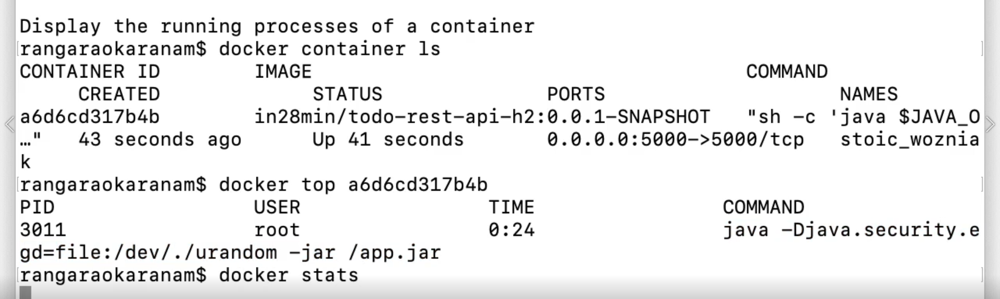 Display the running processes of a container
rangaraokaranam$ docker container ls
CONTAINER ID        IMAGE                                     COMMAND
     CREATED             STATUS              PORTS                    NAMES
a6d6cd317b4b        in28min/todo-rest-api-h2:0.0.1-SNAPSHOT   "sh -c 'java $JAVA_O
…"   43 seconds ago      Up 41 seconds       0.0.0.0:5000->5000/tcp   stoic_woznia
k
rangaraokaranam$ docker top a6d6cd317b4b
PID                 USER                TIME                COMMAND
3011                root                0:24                java -Djava.security.e
gd=file:/dev/./urandom -jar /app.jar
rangaraokaranam$ docker stats